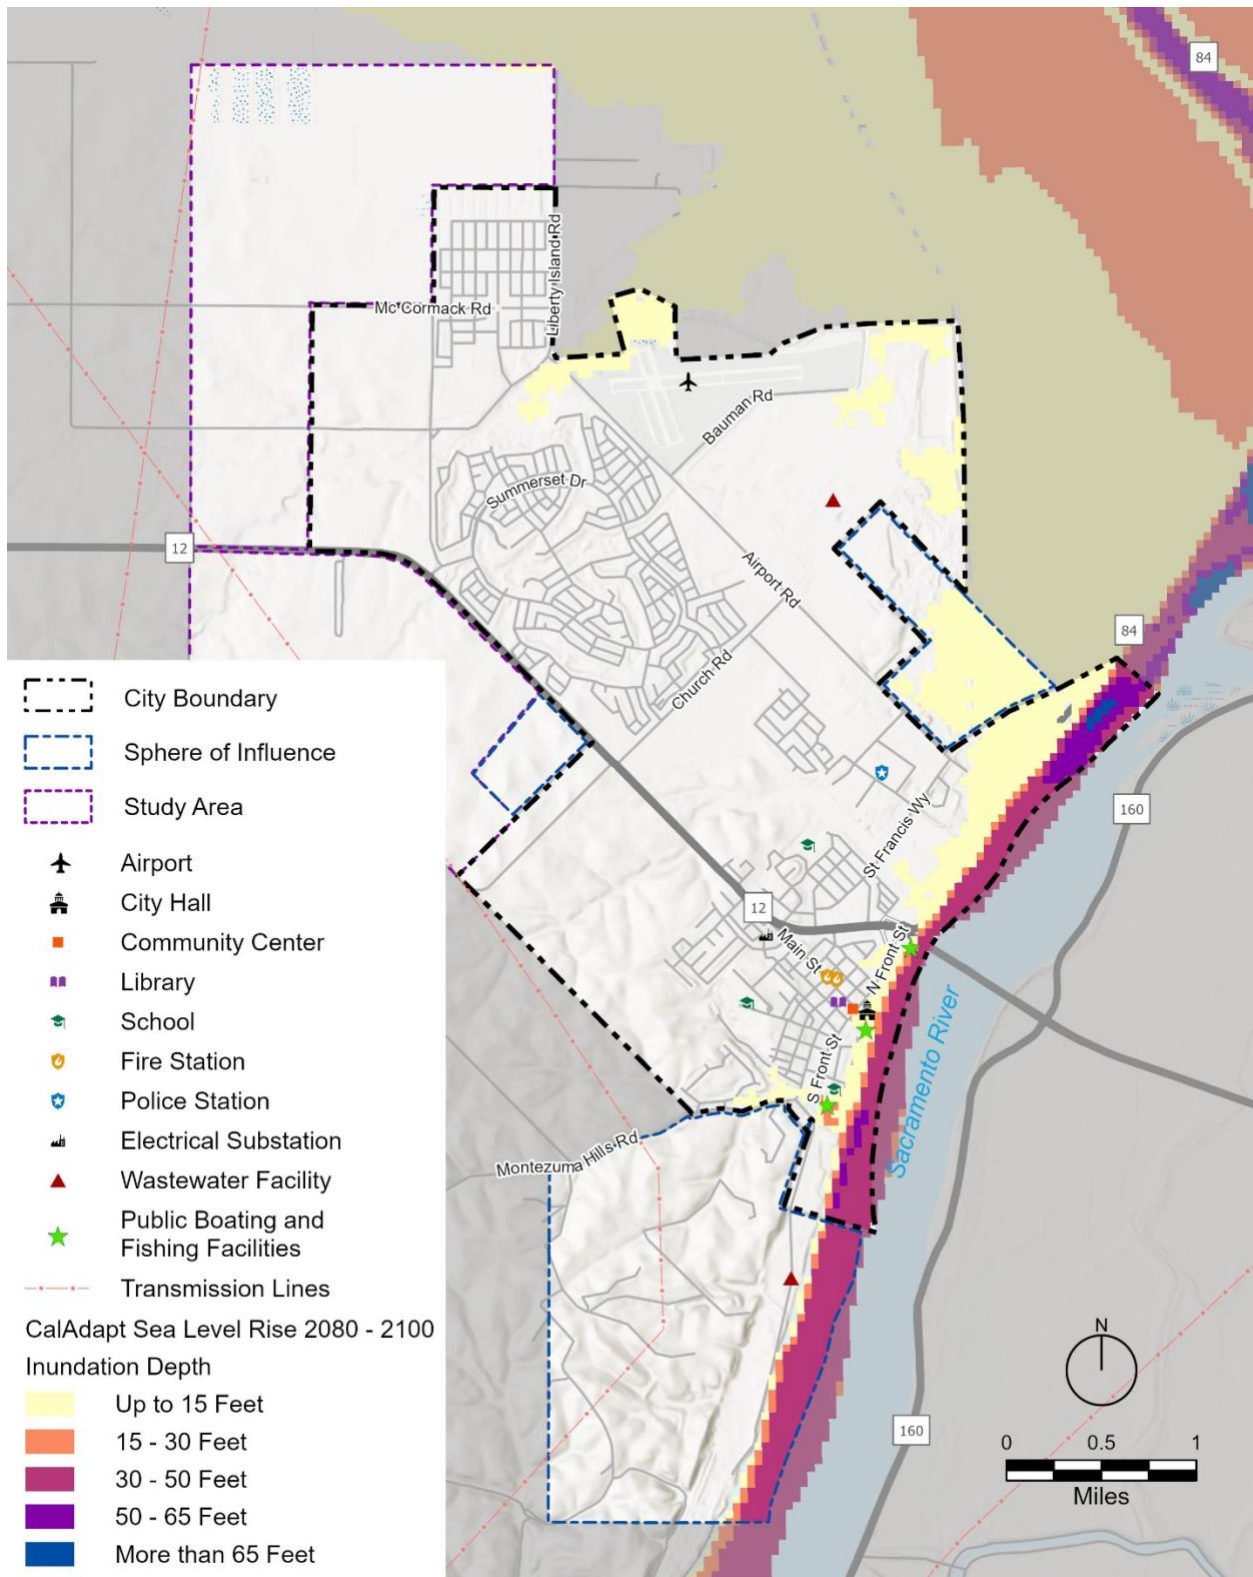 84
Liberty Island Rd
Mc Cormack Rd
Bauman Rd
Summerset Dr
12
Airport Rd
Church Rd
84
160
St Francis Wy
12
Main St
N Front St
S Front St
Sacramento River
Montezuma Hills Rd
160
City Boundary
Sphere of Influence
Study Area
Airport
City Hall
Community Center
Library
School
Fire Station
Police Station
Electrical Substation
Wastewater Facility
Public Boating and
Fishing Facilities
Transmission Lines
CalAdapt Sea Level Rise 2080 - 2100
Inundation Depth
Up to 15 Feet
15 - 30 Feet
30 - 50 Feet
50 - 65 Feet
More than 65 Feet
N
0 0.5 1
Miles